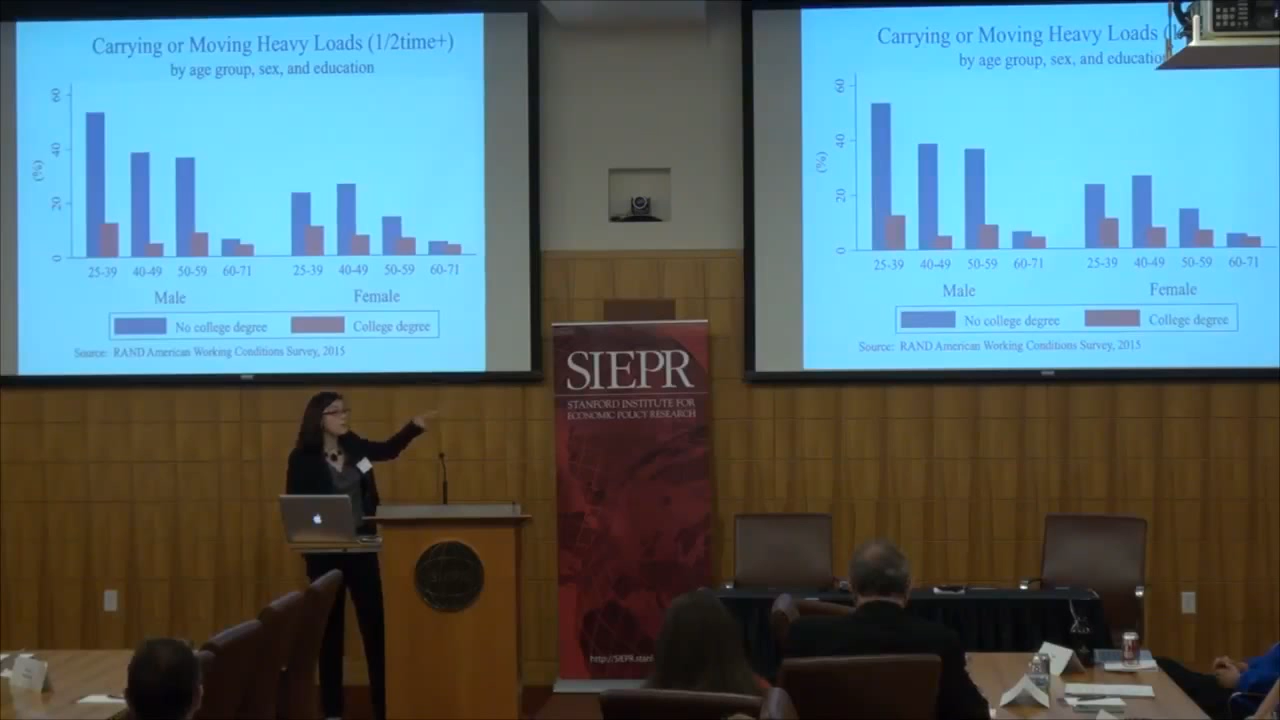 Carrying or Moving Heavy Loads (1/2time+)
by age group, sex, and education
60
40
20
0
(%)
25-39 40-49 50-59 60-71 25-39 40-49 50-59 60-71
Male Female
No college degree College degree
Source: RAND American Working Conditions Survey, 2015
Carrying or Moving Heavy Loads
by age group, sex, and
60
40
20
0
(%)
25-39 40-49 50-59 60-71 25-39 40-49 50-59 60-71
Male Female
No college degree College degree
Source: RAND American Working Conditions Survey, 2015
SIEPR
STANFORD INSTITUTE FOR
ECONOMIC POLICY RESEARCH
SIEPR